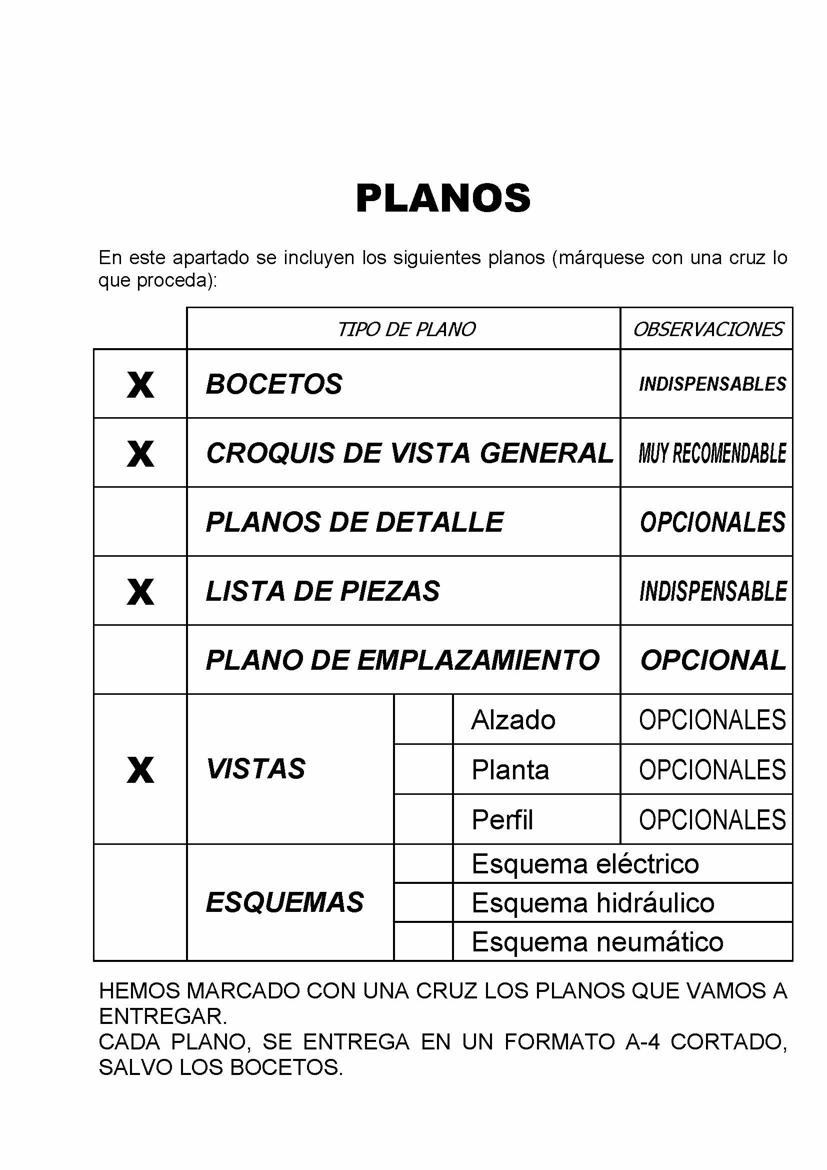 PLANOS
En este apartado se incluyen los siguientes planos (márquese con una cruz lo
que proceda):
TIPO DE PLANO OBSERVACIONES
X BOCETOS INDISPENSABLES
X CROQUIS DE VISTA GENERAL MUY RECOMENDABLE
PLANOS DE DETALLE OPCIONALES
X LISTA DE PIEZAS INDISPENSABLE
PLANO DE EMPLAZAMIENTO OPCIONAL
X VISTAS Alzado OPCIONALES
Planta OPCIONALES
Perfil OPCIONALES
ESQUEMAS Esquema eléctrico
Esquema hidráulico
Esquema neumático
HEMOS MARCADO CON UNA CRUZ LOS PLANOS QUE VAMOS A
ENTREGAR.
CADA PLANO, SE ENTREGA EN UN FORMATO A-4 CORTADO,
SALVO LOS BOCETOS.